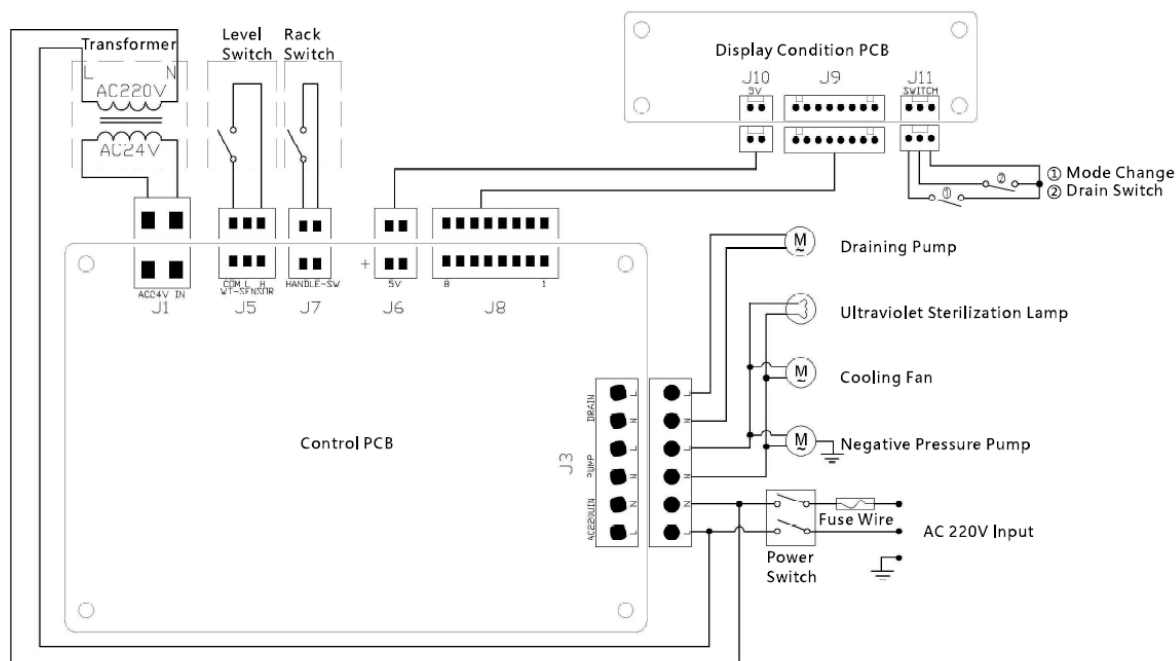 Transformer
L N
AC220V
AC24V
Level
Switch
Rack
Switch
Display Condition PCB
J10
5V
J9
J11
SWITCH
① Mode Change
② Drain Switch
②
①
AC24V IN
J1
COM L H
WT-SENSOR
J5
HANDLE-SW
J7
+
5V
J6
8 1
J8
M
~
Draining Pump
Ultraviolet Sterilization Lamp
M
~
Cooling Fan
M
~
Negative Pressure Pump
Control PCB
J3
DRAIN
PUMP
AC220VIN
L
N
L
N
N
L
L
N
L
N
N
L
Fuse Wire
AC 220V Input
Power
Switch